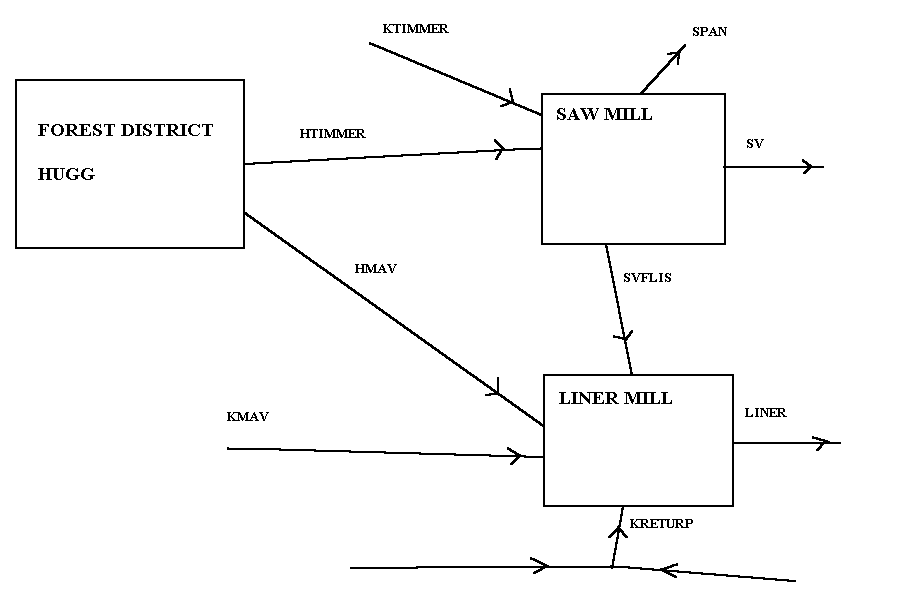 KTIMMER
SPAN
FOREST DISTRICT
HUGG
HTIMMER
SAW MILL
SV
HMAV
SVFLIS
LINER MILL
KMAV
LINER
KRETURP